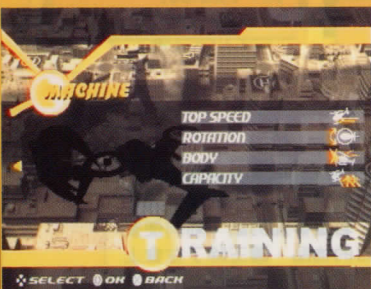 MACHINE
TOP SPEED
ROTATION
BODY
CAPACITY
TRAINING
SELECT OK BACK